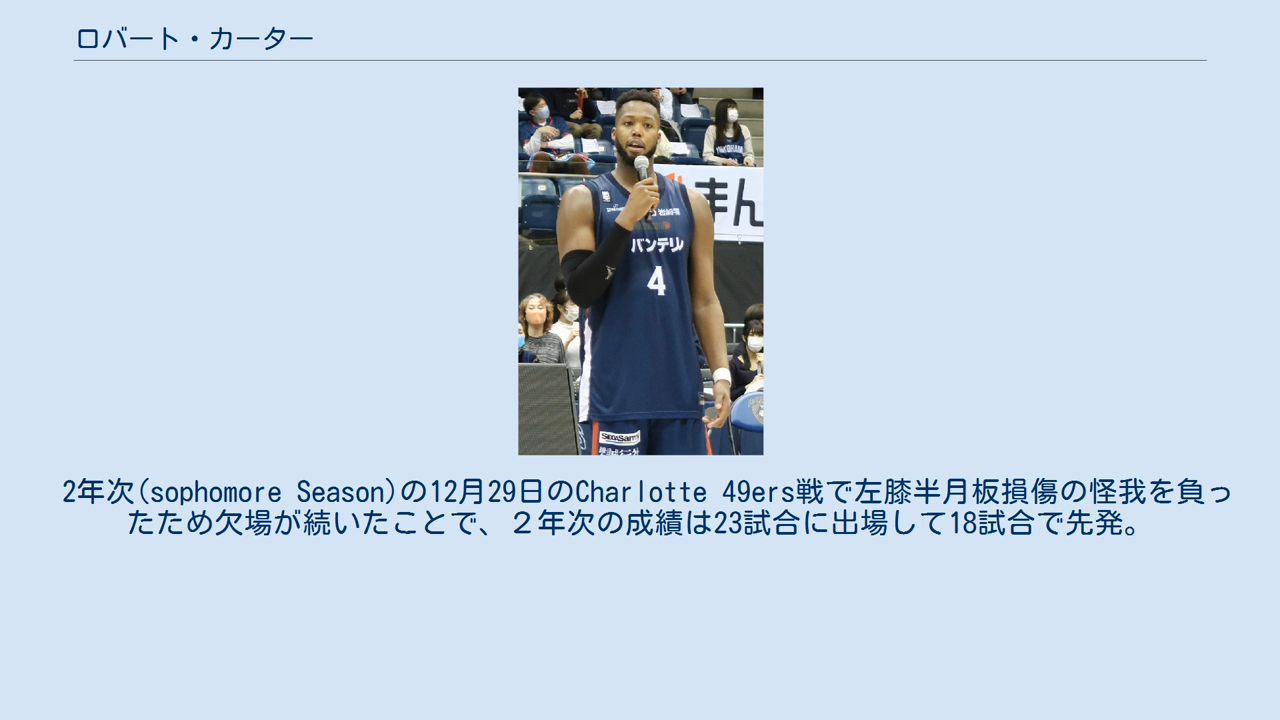 ロバート・カーター
YOKOHAMA
まん
バンテリン
4
SEGASammy
2年次(sophomore Season)の12月29日のCharlotte 49ers戦で左膝半月板損傷の怪我を負っ
たため欠場が続いたことで、２年次の成績は23試合に出場して18試合で先発。